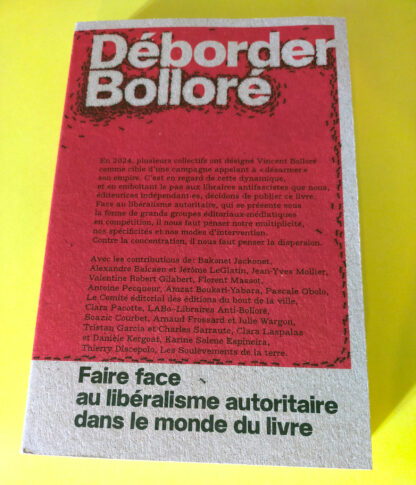 Déborder
Bolloré
En 2024, plusieurs collectifs ont désigné Vincent Bolloré
comme cible d'une campagne appelant à «désarmer»
son empire. C'est en regard de cette dynamique,
et en emboîtant le pas aux libraires antifascistes que nous,
éditeurices indépendant·es, décidons de publier ce livre.
Face au libéralisme autoritaire, qui se présente sous
la forme de grands groupes éditoriaux-médiatiques
en compétition, il nous faut penser notre multiplicité,
nos spécificités et nos modes d'intervention.
Contre la concentration, il nous faut penser la dispersion.
Avec les contributions de: Bakonet Jackonet,
Alexandre Balcaen et Jérôme LeGlatin, Jean-Yves Mollier,
Valentine Robert Gilabert, Florent Massot,
Antoine Pecqueur, Amzat Boukari-Yabara, Pascale Obolo,
Le Comité éditorial des éditions du bout de la ville,
Clara Pacotte, LABo–Libraires Anti-Bolloré,
Soazic Courbet, Arnaud Frossard et Julie Wargon,
Tristan Garcia et Charles Sarraute, Clara Laspalas
et Danièle Kergoat, Karine Solene Espineira,
Thierry Discepolo, Les Soulèvements de la terre.
Faire face
au libéralisme autoritaire
dans le monde du livre